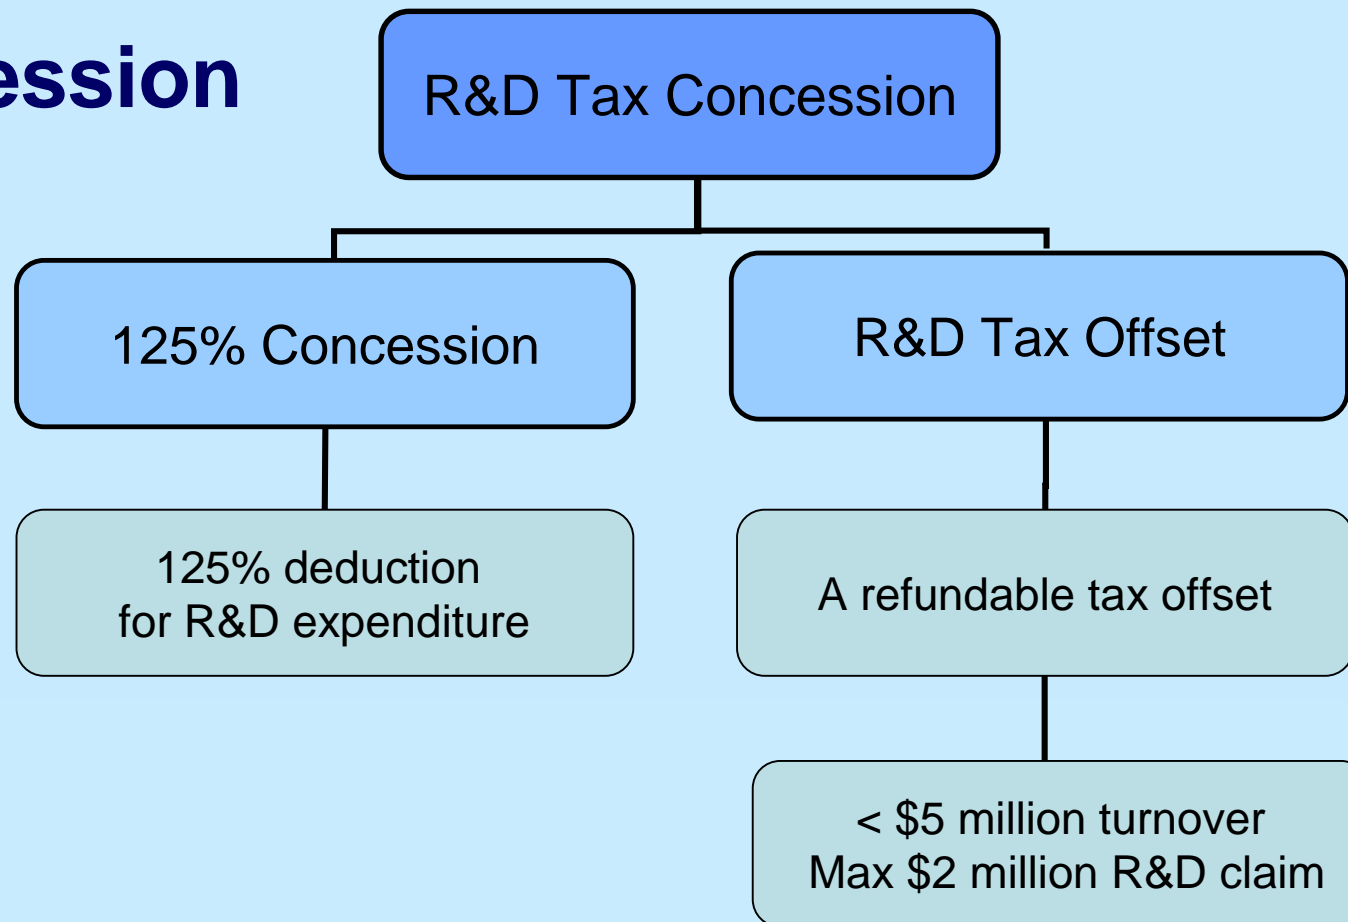 ession
R&D Tax Concession
125% Concession
R&D Tax Offset
125% deduction
for R&D expenditure
A refundable tax offset
< $5 million turnover
Max $2 million R&D claim